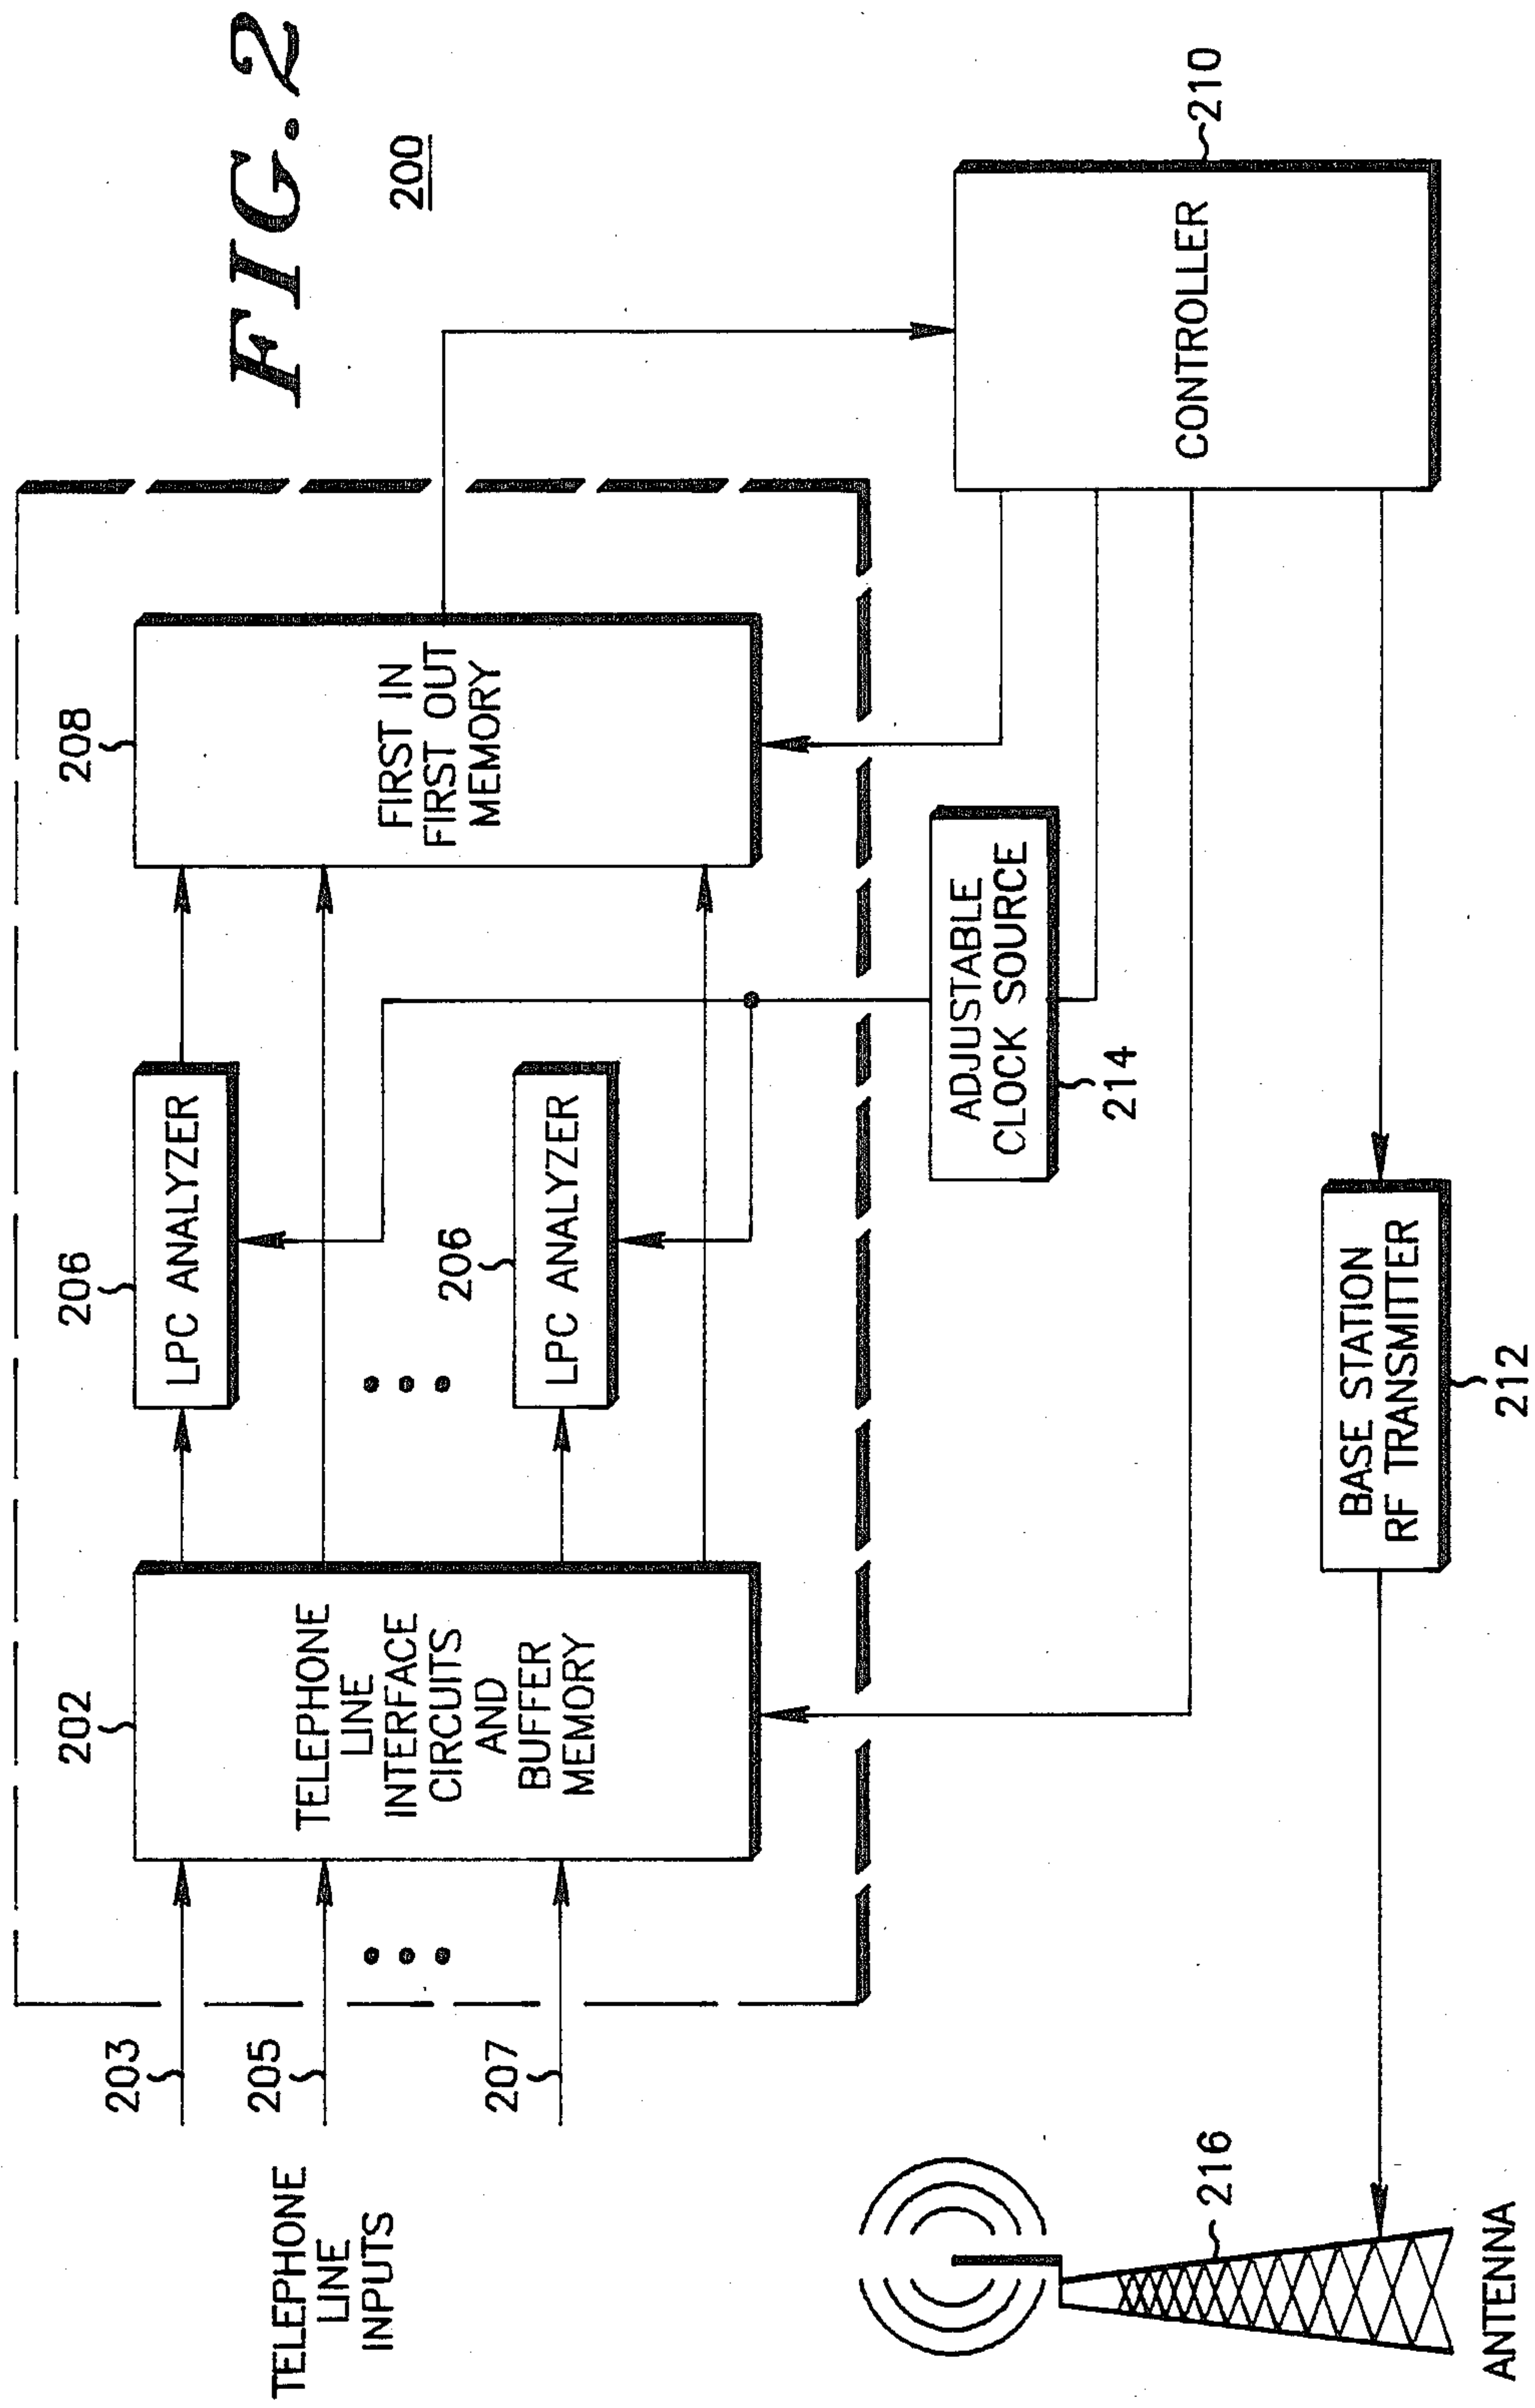 FIG. 2
200
206
208
LPC ANALYZER
202
203
TELEPHONE
LINE
INTERFACE
CIRCUITS
AND
BUFFER
MEMORY
FIRST IN
FIRST OUT
MEMORY
205
TELEPHONE
LINE
INPUTS
206
207
LPC ANALYZER
ADJUSTABLE
CLOCK SOURCE
214
210
CONTROLLER
216
BASE STATION
RF TRANSMITTER
212
ANTENNA